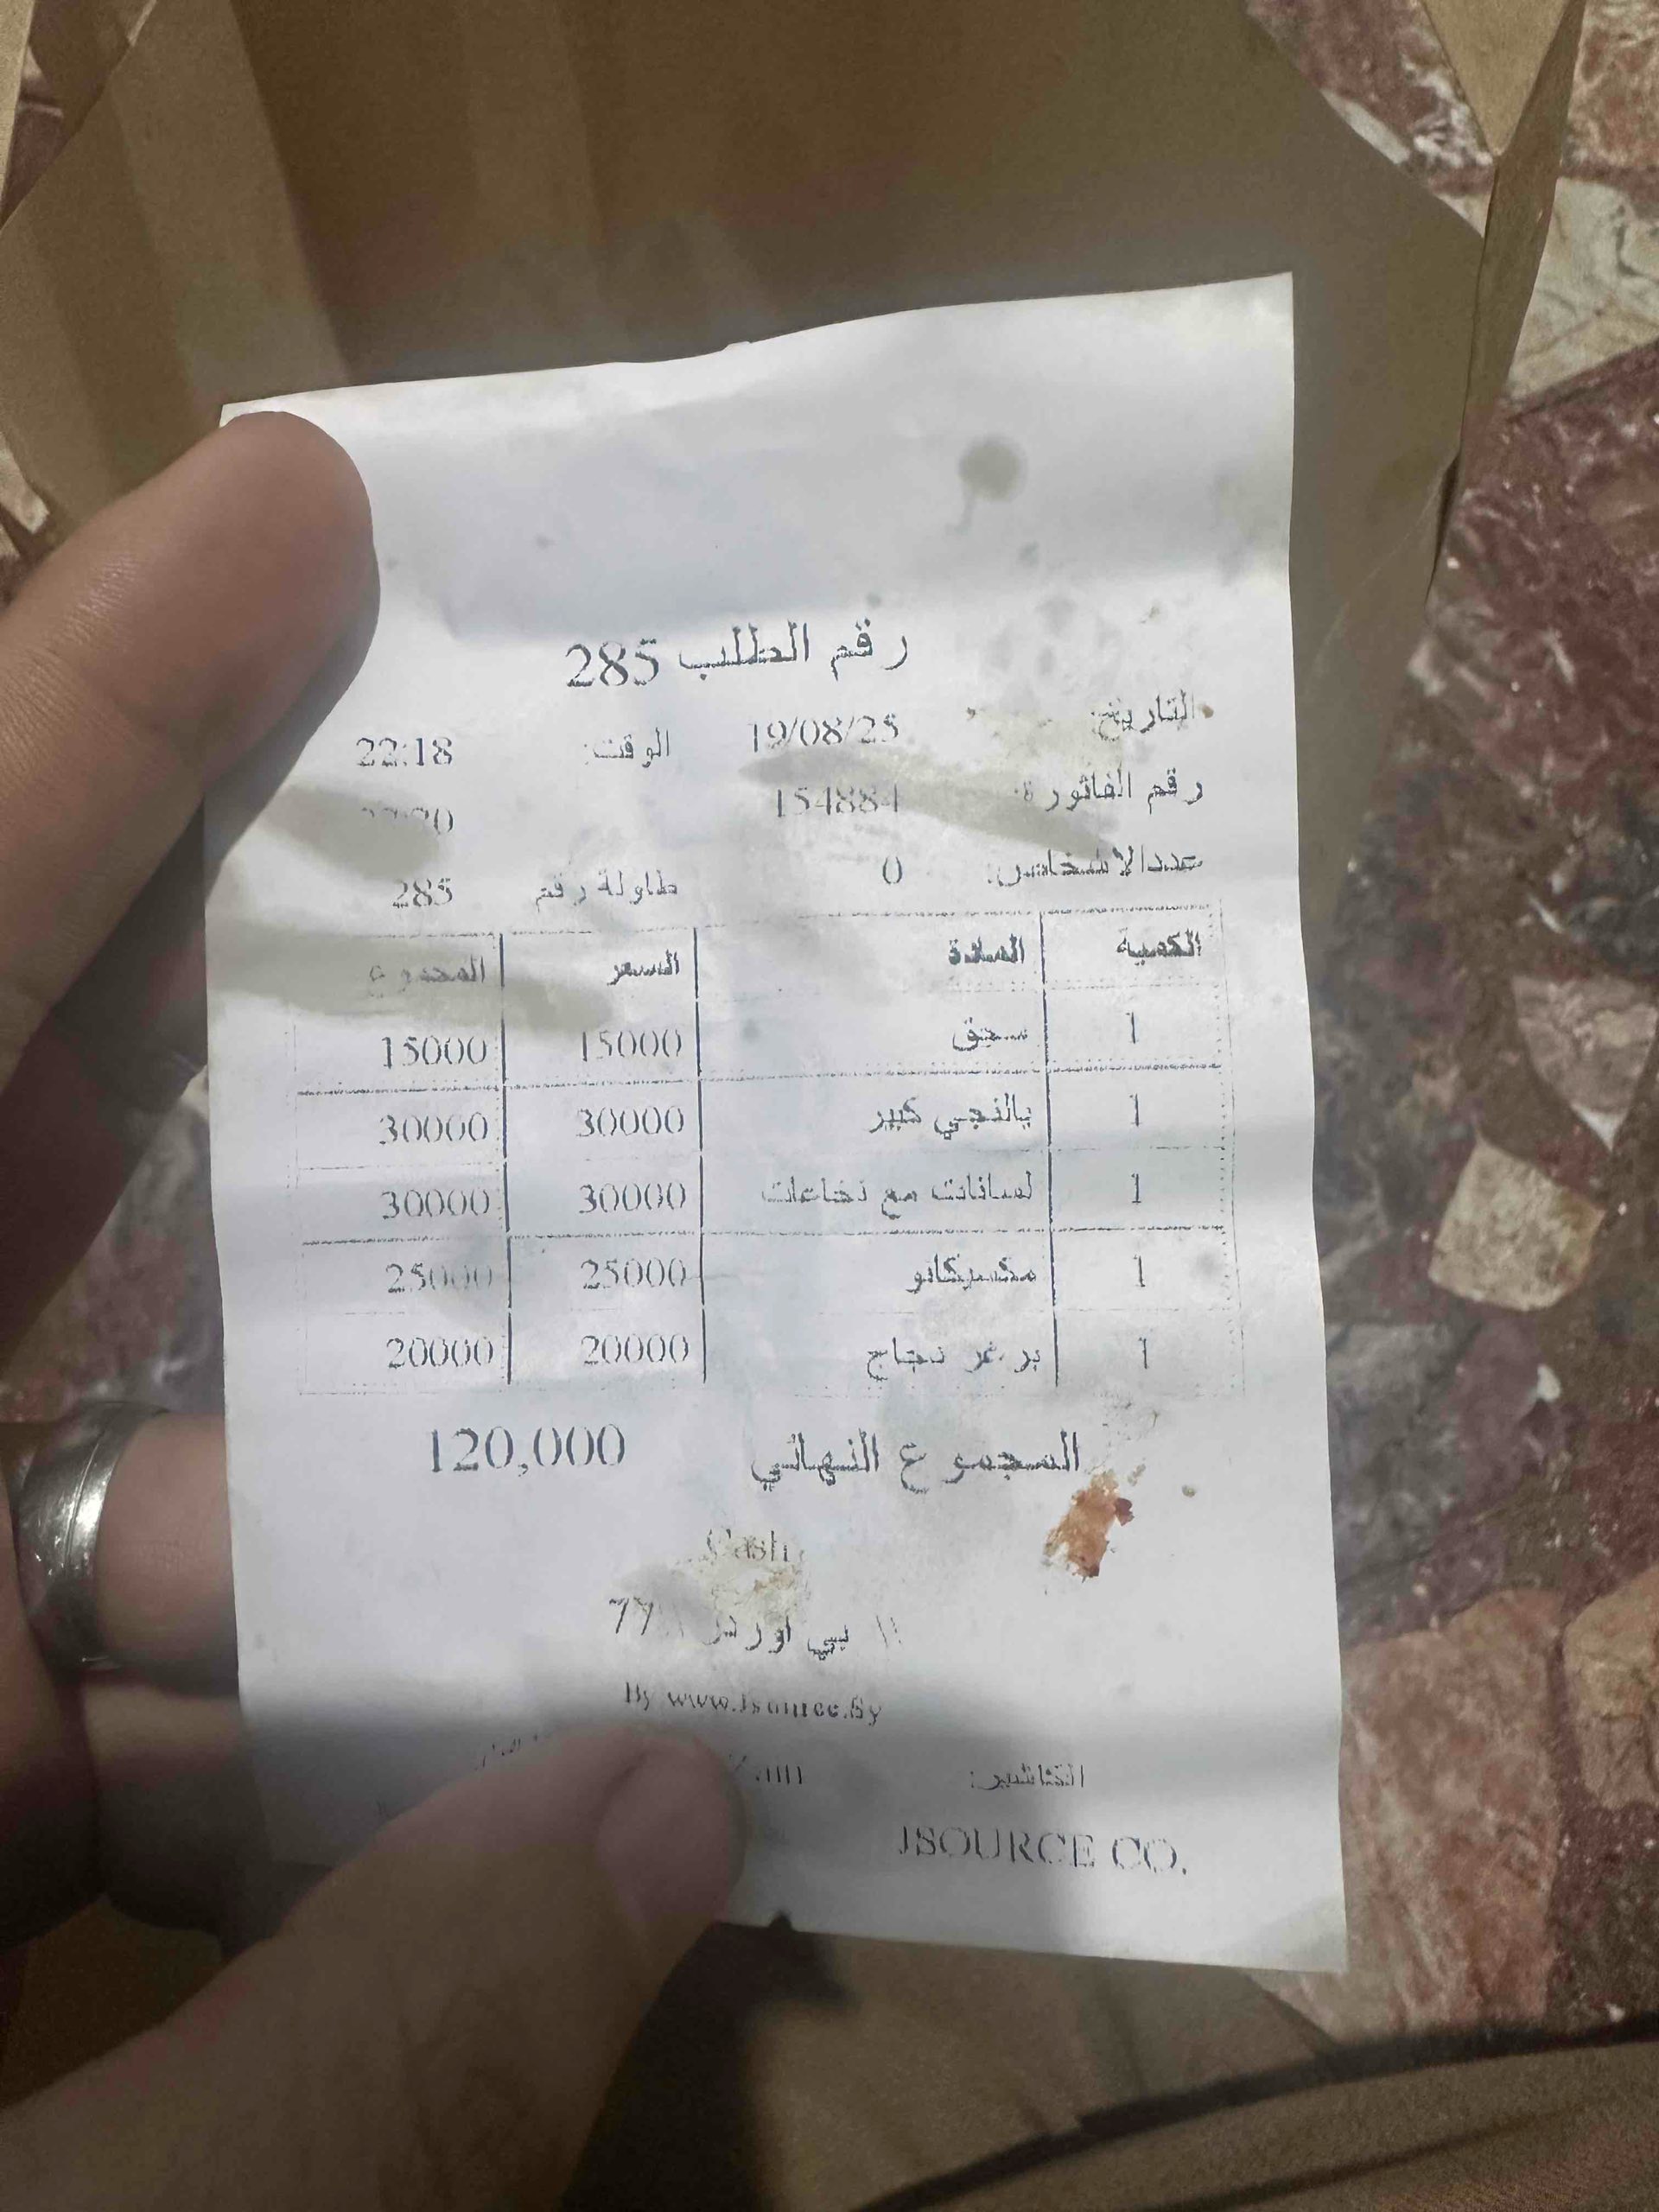 رقم الطلب 285
التاريخ: 19/08/25 الوقت: 22:18
رقم الفاتورة: 154884
عدد الاشخاص: 0 طاولة رقم 285
الكمية المادة السعر المجموع
1 سجق 15000 15000
1 بالنجي كبير 30000 30000
1 لسانات مع نخاعات 30000 30000
1 مكسيكانو 25000 25000
1 برغر دجاج 20000 20000
المجموع النهائي 120,000
Cash
By www.Jsource.Sy
الكاشير:
JSOURCE CO.